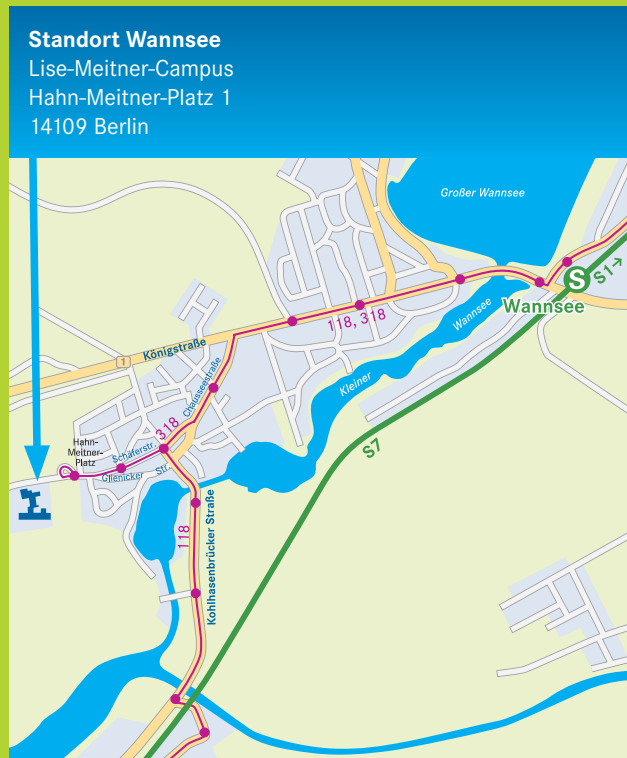 Standort Wannsee
Lise-Meitner-Campus
Hahn-Meitner-Platz 1
14109 Berlin
Großer Wannsee
S1→
S
Wannsee
Wannsee
118, 318
Kleiner
1
Königstraße
Chausseestraße
318
S7
Hahn-
Meitner-
Platz
Schäferstr.
Glienicker Str.
118
Kohlhasenbrücker Straße